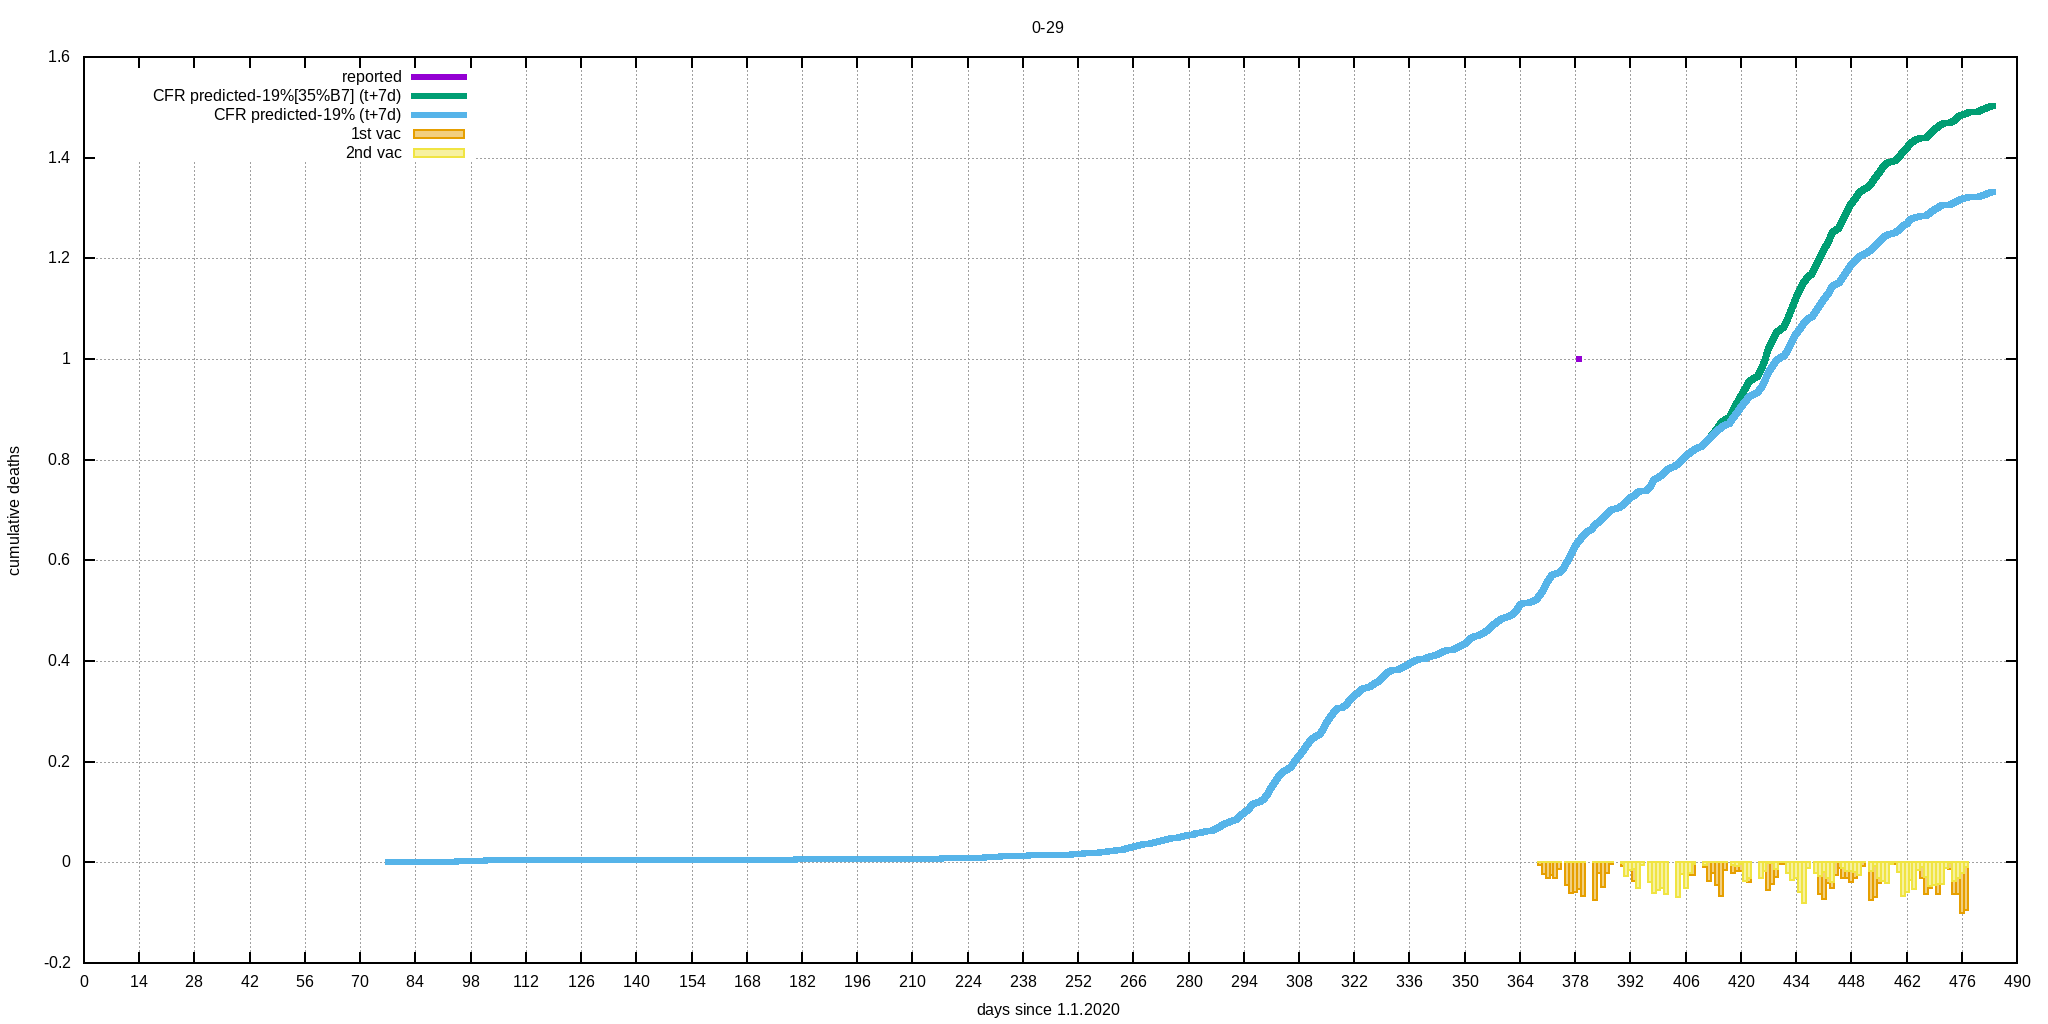 0-29
1.6
1.4
1.2
1
0.8
0.6
0.4
0.2
0
-0.2
cumulative deaths
reported
CFR predicted-19%[35%B7] (t+7d)
CFR predicted-19% (t+7d)
1st vac
2nd vac
0 14 28 42 56 70 84 98 112 126 140 154 168 182 196 210 224 238 252 266 280 294 308 322 336 350 364 378 392 406 420 434 448 462 476 490
days since 1.1.2020